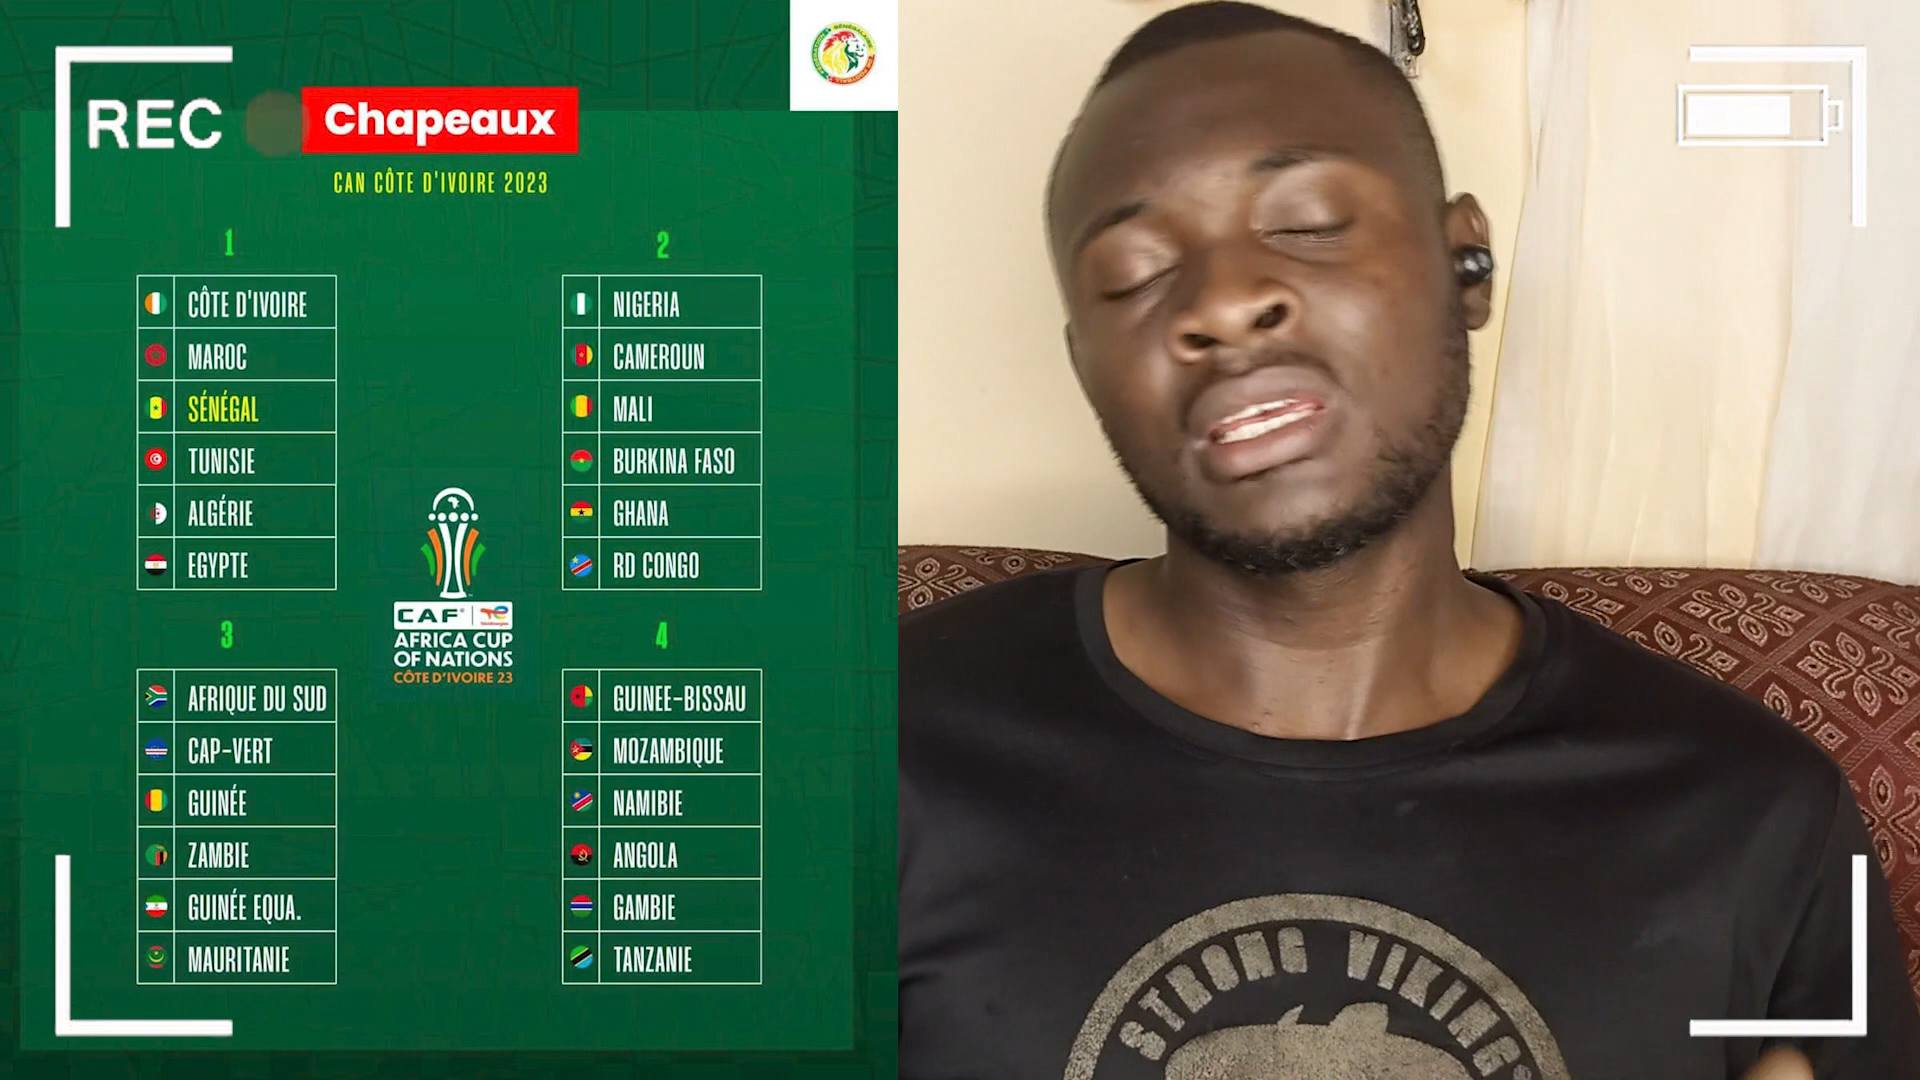 REC
Chapeaux
CAN CÔTE D'IVOIRE 2023
1
CÔTE D'IVOIRE
MAROC
SÉNÉGAL
TUNISIE
ALGÉRIE
EGYPTE
2
NIGERIA
CAMEROUN
MALI
BURKINA FASO
GHANA
RD CONGO
CAF
AFRICA CUP
OF NATIONS
CÔTE D'IVOIRE 23
3
AFRIQUE DU SUD
CAP-VERT
GUINÉE
ZAMBIE
GUINÉE EQUA.
MAURITANIE
4
GUINEE-BISSAU
MOZAMBIQUE
NAMIBIE
ANGOLA
GAMBIE
TANZANIE
STRONG VIKING